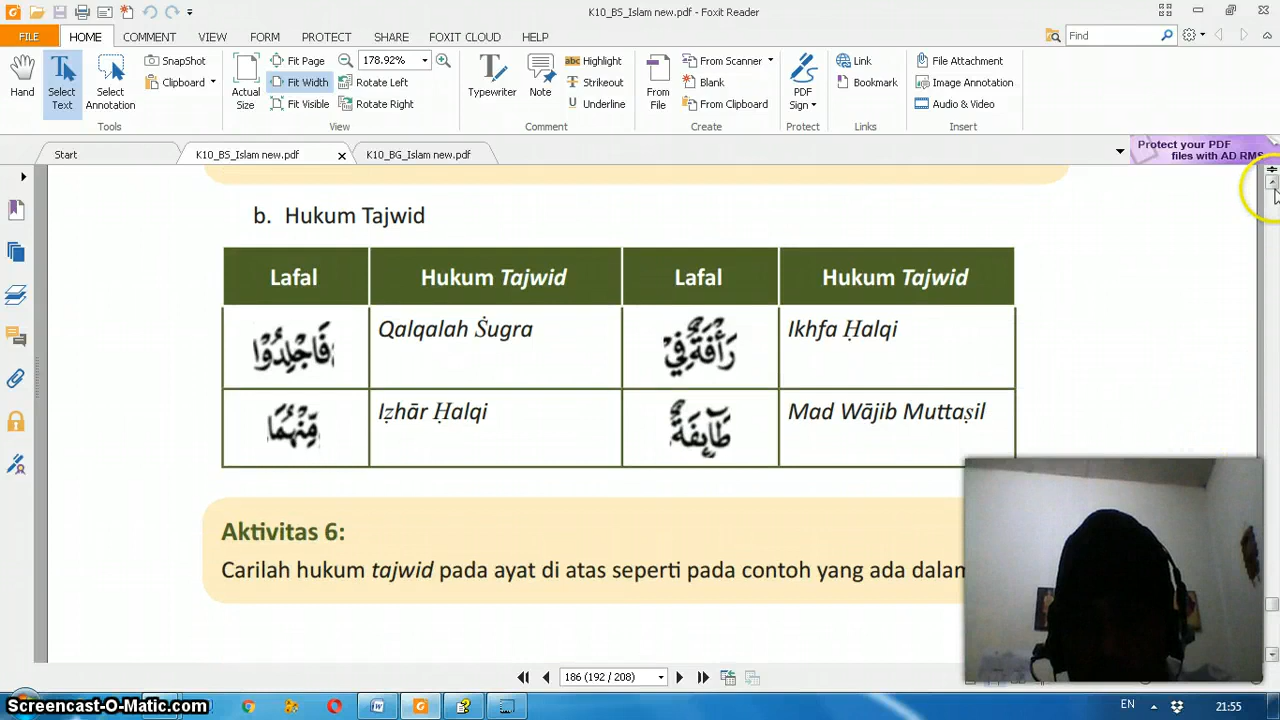 K10_BS_Islam new.pdf - Foxit Reader
FILE HOME COMMENT VIEW FORM PROTECT SHARE FOXIT CLOUD HELP Find
Hand
Select Text
Select Annotation
SnapShot
Clipboard
Tools
Actual Size
Fit Page
Fit Width
Fit Visible
178.92%
Rotate Left
Rotate Right
View
Typewriter
Note
Highlight
Strikeout
Underline
Comment
From File
From Scanner
Blank
From Clipboard
Create
PDF Sign
Protect
Link
Bookmark
Links
File Attachment
Image Annotation
Audio & Video
Insert
Start K10_BS_Islam new.pdf K10_BG_Islam new.pdf
Protect your PDF
files with AD RMS
b. Hukum Tajwid
Lafal Hukum Tajwid Lafal Hukum Tajwid
فَاجْلِدُوْا Qalqalah Ṡugra رَأْفَةٌ فِيْ Ikhfa Ḥalqi
مِّنْهُمَا Iẓhār Ḥalqi طَآئِفَةٌ Mad Wājib Muttaṣil
Aktivitas 6:
Carilah hukum tajwid pada ayat di atas seperti pada contoh yang ada dalam
186 (192 / 208)
Screencast-O-Matic.com
EN 21:55